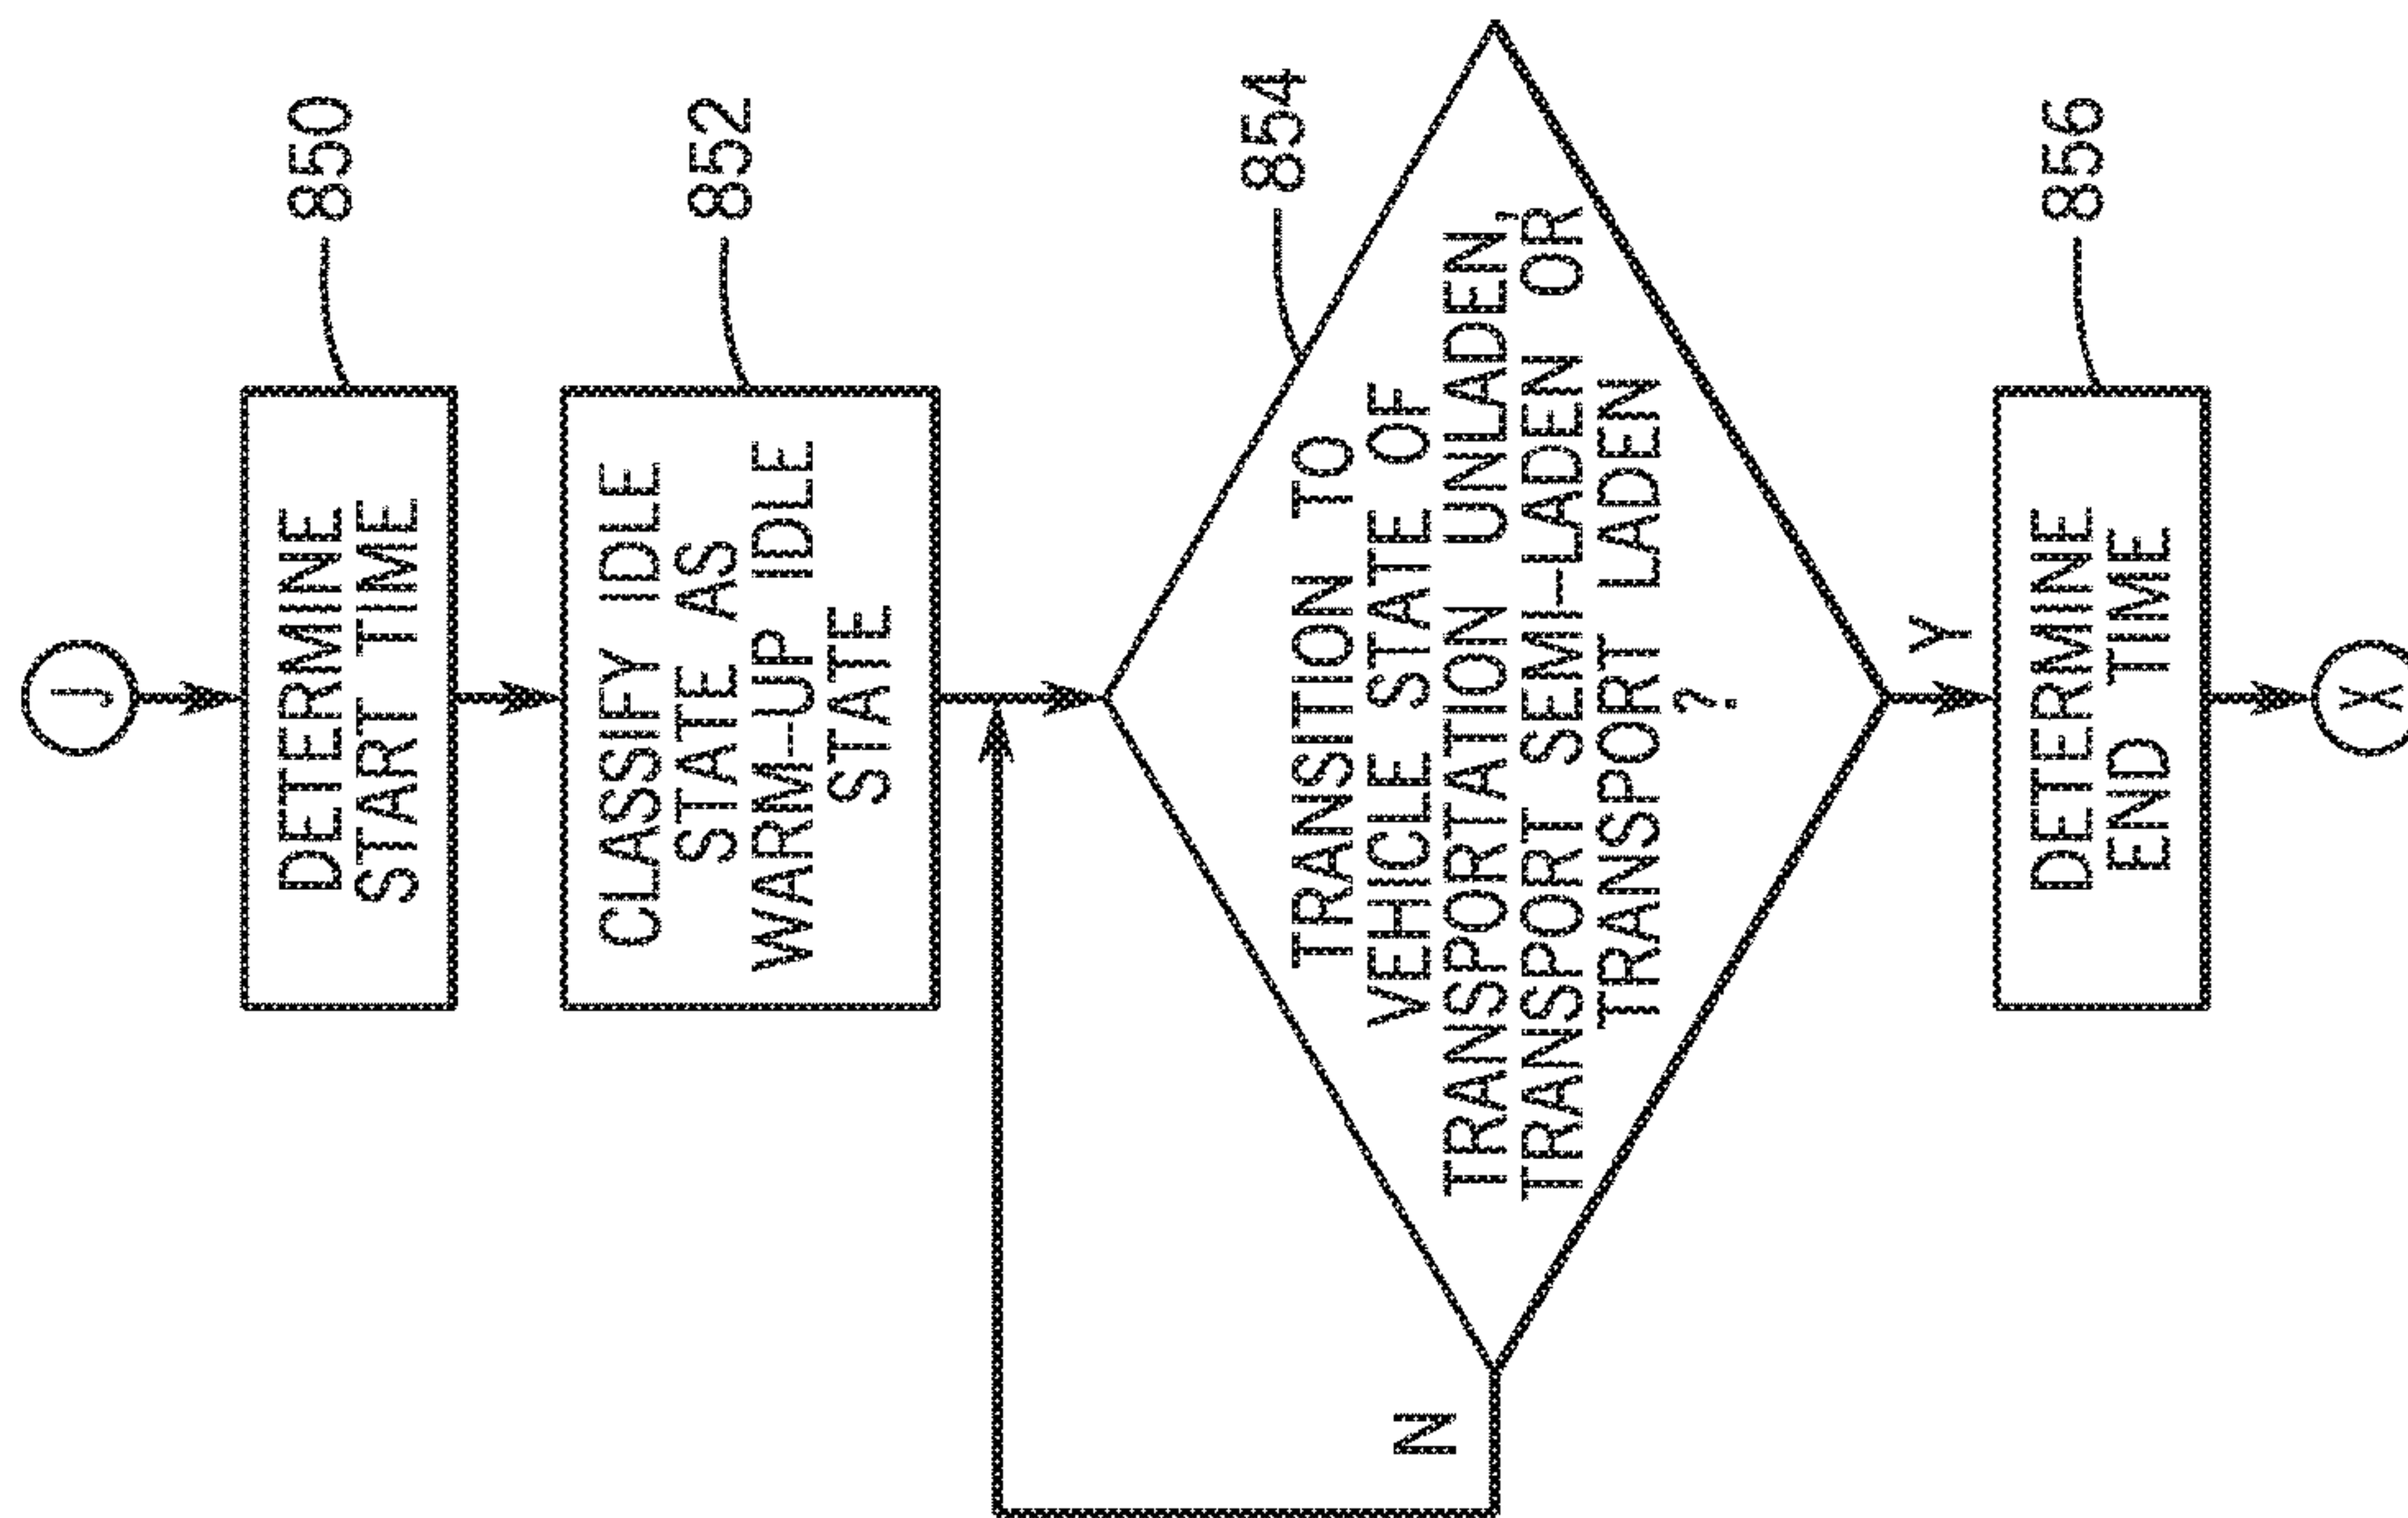 J
850
DETERMINE
START TIME
852
CLASSIFY IDLE
STATE AS
WARM-UP IDLE
STATE
854
TRANSITION TO
VEHICLE STATE OF
TRANSPORTATION UNLADEN,
TRANSPORT SEMI-LADEN OR
TRANSPORT LADEN
?
N
Y
856
DETERMINE
END TIME
X